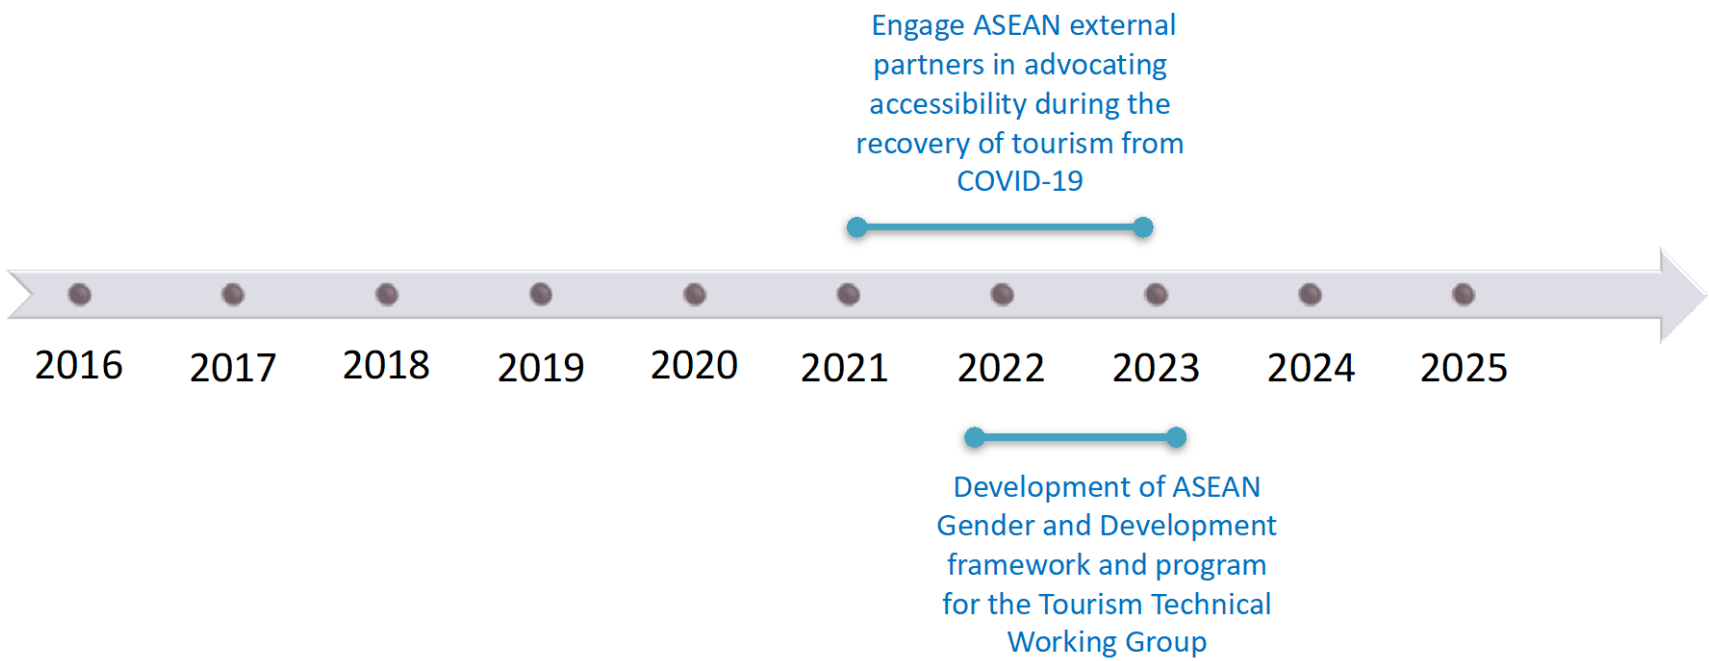 Engage ASEAN external
partners in advocating
accessibility during the
recovery of tourism from
COVID-19
2016 2017 2018 2019 2020 2021 2022 2023 2024 2025
Development of ASEAN
Gender and Development
framework and program
for the Tourism Technical
Working Group